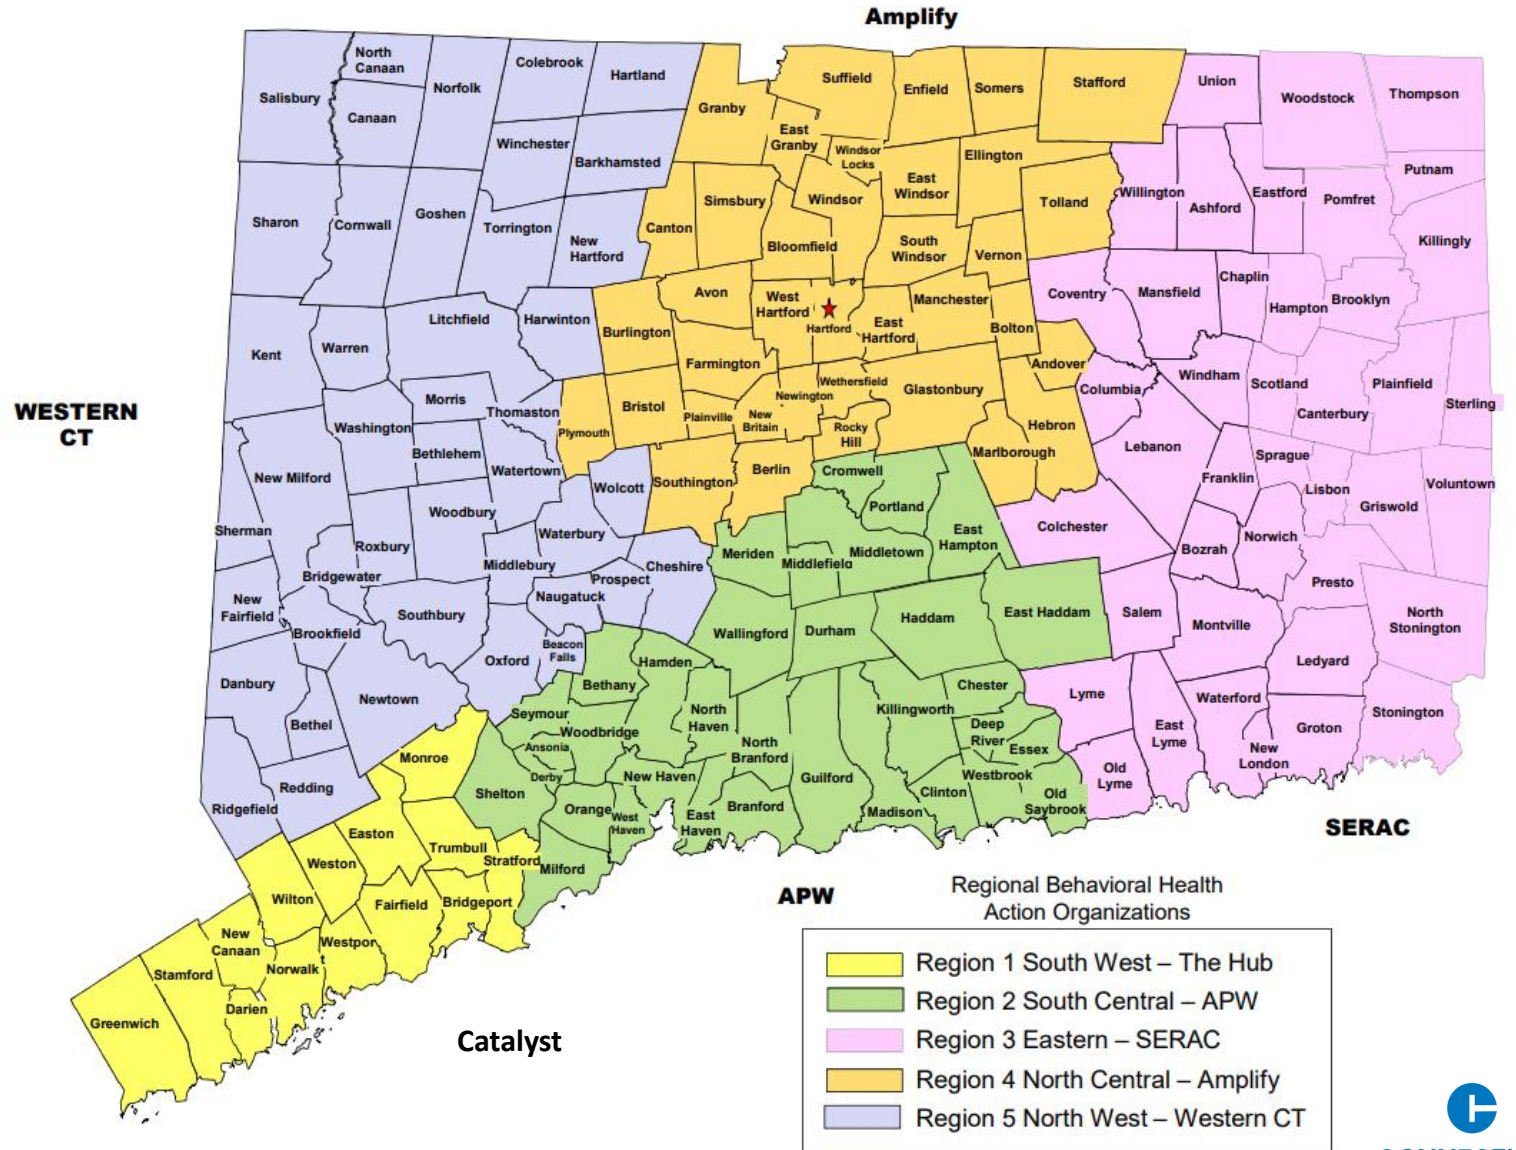 Amplify
North
Canaan
Colebrook
Hartland
Salisbury
Norfolk
Canaan
Granby
Suffield
Enfield
Somers
Stafford
Union
Woodstock
Thompson
East
Granby
Winchester
Barkhamsted
Windsor
Locks
Ellington
Putnam
East
Windsor
Simsbury
Windsor
Tolland
Willington
Ashford
Eastford
Pomfret
Sharon
Cornwall
Goshen
Torrington
New
Hartford
Canton
Bloomfield
South
Windsor
Vernon
Killingly
Avon
West
Hartford
Hartford
East
Hartford
Manchester
Bolton
Coventry
Mansfield
Chaplin
Hampton
Brooklyn
Litchfield
Harwinton
Burlington
Kent
Warren
Farmington
Andover
Columbia
Windham
Scotland
Canterbury
Plainfield
Sterling
WESTERN
CT
Morris
Thomaston
Plymouth
Bristol
Plainville
New
Britain
Newington
Wethersfield
Rocky
Hill
Glastonbury
Hebron
Marlborough
Lebanon
Washington
Bethlehem
Watertown
New Milford
Wolcott
Southington
Berlin
Cromwell
Portland
Franklin
Sprague
Lisbon
Griswold
Voluntown
Sherman
Woodbury
Waterbury
Roxbury
Middlebury
Cheshire
Meriden
Middlefield
Middletown
East
Hampton
Colchester
Bozrah
Norwich
Presto
Bridgewater
Prospect
Naugatuck
New
Fairfield
Southbury
Brookfield
Wallingford
Durham
Haddam
East Haddam
Salem
Montville
North
Stonington
Oxford
Beacon
Falls
Hamden
Bethany
Ledyard
Danbury
Newtown
Bethel
Seymour
Woodbridge
Ansonia
Derby
North
Haven
Killingworth
Chester
Deep
River
Essex
Lyme
East
Lyme
Waterford
New
London
Groton
Stonington
Monroe
Shelton
New Haven
North
Branford
Guilford
Westbrook
Old
Lyme
Redding
Ridgefield
Orange
West
Haven
East
Haven
Branford
Madison
Clinton
Old
Saybrook
Easton
Trumbull
Stratford
Milford
Weston
SERAC
Wilton
Fairfield
Bridgeport
APW
New
Canaan
Westpor
t
Norwalk
Stamford
Darien
Greenwich
Catalyst
Regional Behavioral Health
Action Organizations
Region 1 South West – The Hub
Region 2 South Central – APW
Region 3 Eastern – SERAC
Region 4 North Central – Amplify
Region 5 North West – Western CT